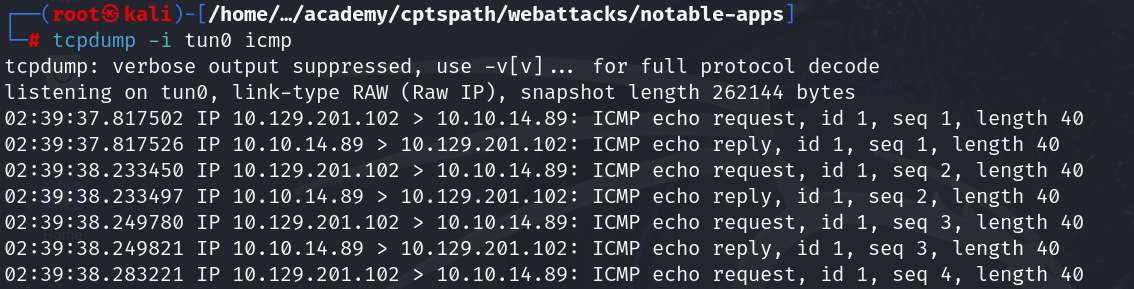 ┌──(root㉿kali)-[/home/…/academy/cptspath/webattacks/notable-apps]
└─# tcpdump -i tun0 icmp
tcpdump: verbose output suppressed, use -v[v]... for full protocol decode
listening on tun0, link-type RAW (Raw IP), snapshot length 262144 bytes
02:39:37.817502 IP 10.129.201.102 > 10.10.14.89: ICMP echo request, id 1, seq 1, length 40
02:39:37.817526 IP 10.10.14.89 > 10.129.201.102: ICMP echo reply, id 1, seq 1, length 40
02:39:38.233450 IP 10.129.201.102 > 10.10.14.89: ICMP echo request, id 1, seq 2, length 40
02:39:38.233497 IP 10.10.14.89 > 10.129.201.102: ICMP echo reply, id 1, seq 2, length 40
02:39:38.249780 IP 10.129.201.102 > 10.10.14.89: ICMP echo request, id 1, seq 3, length 40
02:39:38.249821 IP 10.10.14.89 > 10.129.201.102: ICMP echo reply, id 1, seq 3, length 40
02:39:38.283221 IP 10.129.201.102 > 10.10.14.89: ICMP echo request, id 1, seq 4, length 40